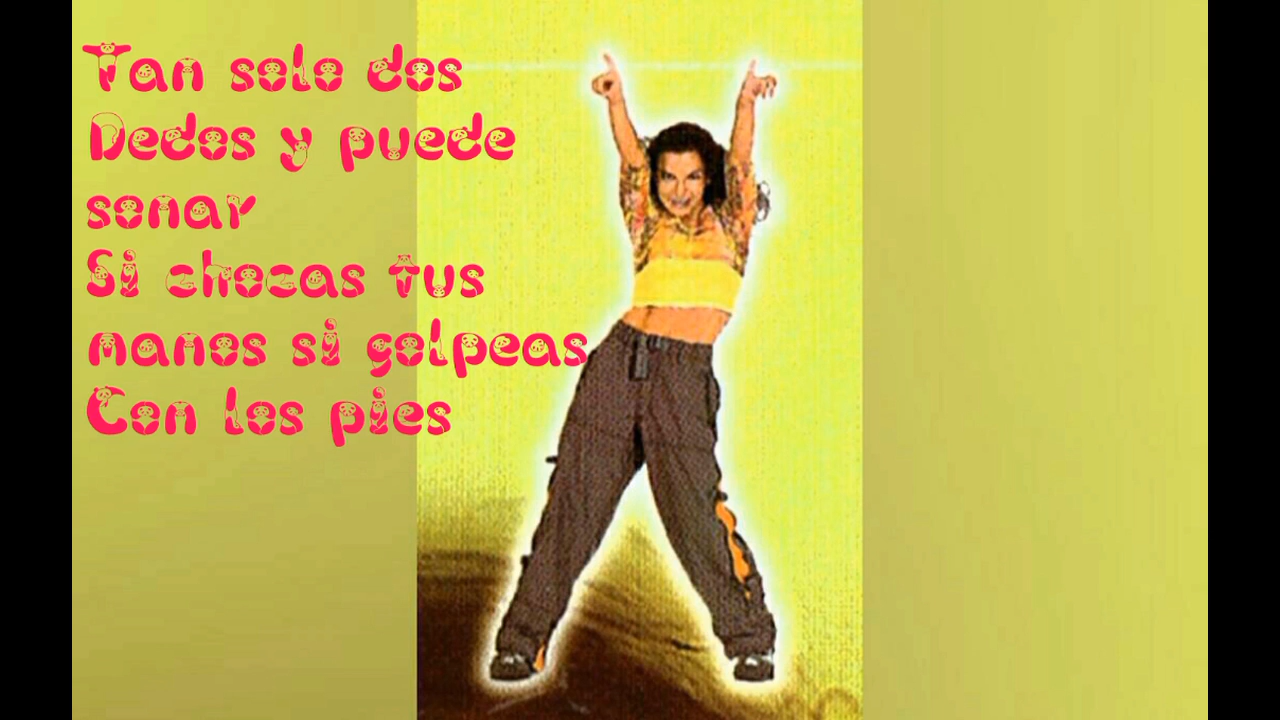 Tan solo dos
Dedos y puede
sonar
Si chocas tus
manos si golpeas
Con los pies